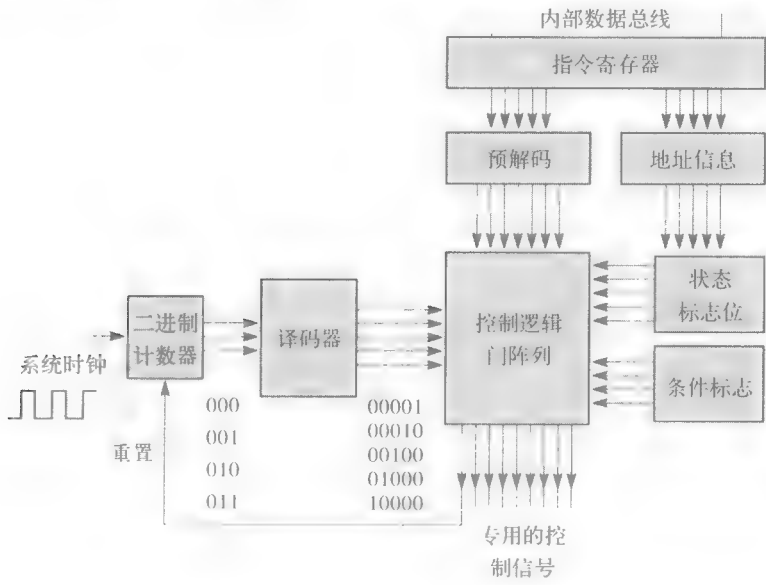 内部数据总线
指令寄存器
预解码
地址信息
状态
标志位
二进制
计数器
译码器
控制逻辑
门阵列
条件标志
系统时钟
重置
000
001
010
011
00001
00010
00100
01000
10000
专用的控
制信号